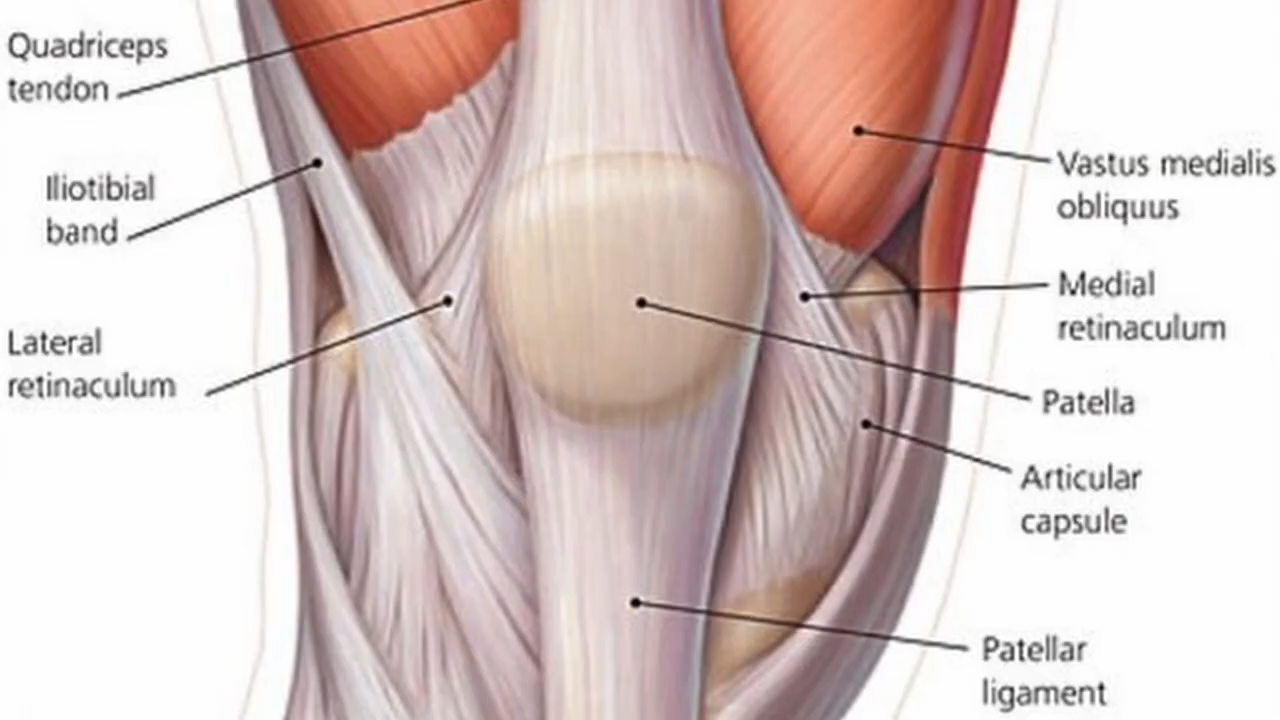 Quadriceps
tendon
Iliotibial
band
Lateral
retinaculum
Vastus medialis
obliquus
Medial
retinaculum
Patella
Articular
capsule
Patellar
ligament